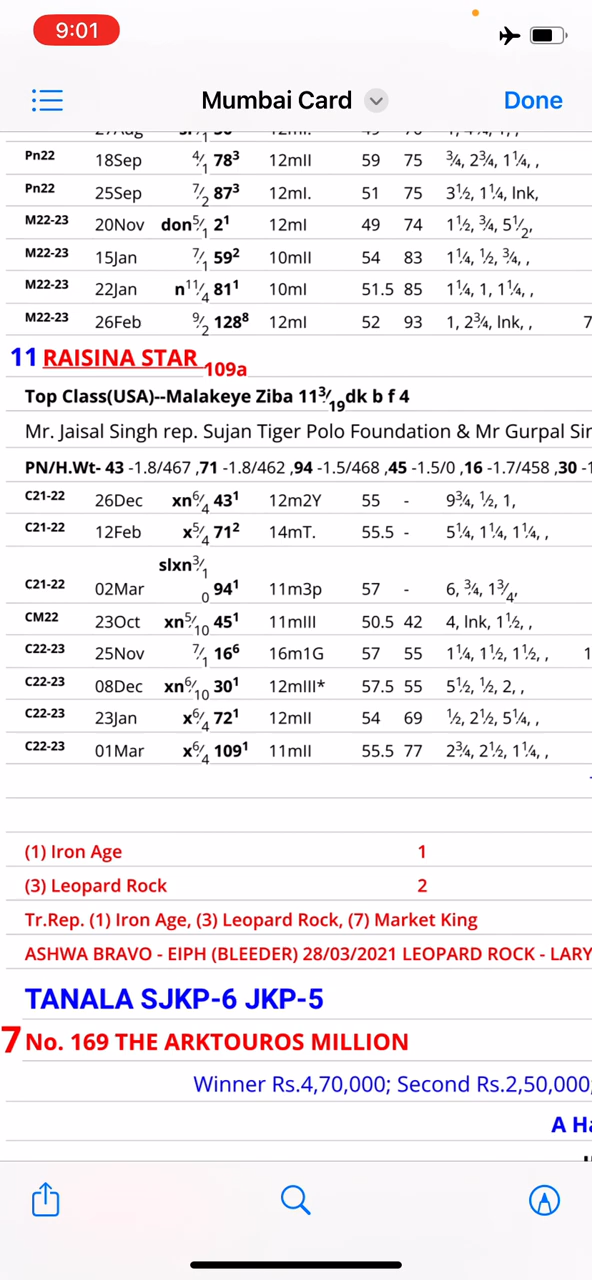 9:01
Mumbai Card
Done
Pn22 18Sep 4/1 78³ 12mII 59 75 ¾, 2¾, 1¼, ,
Pn22 25Sep 7/2 87³ 12ml. 51 75 3½, 1¼, lnk,
M22-23 20Nov don5/1 2¹ 12ml 49 74 1½, ¾, 5½,
M22-23 15Jan 7/1 59² 10mII 54 83 1¼, ½, ¾, ,
M22-23 22Jan n11/4 81¹ 10ml 51.5 85 1¼, 1, 1¼, ,
M22-23 26Feb 9/2 128⁸ 12ml 52 93 1, 2¾, lnk, , 7
11 RAISINA STAR 109a
Top Class(USA)--Malakeye Ziba 113/19dk b f 4
Mr. Jaisal Singh rep. Sujan Tiger Polo Foundation & Mr Gurpal
PN/H.Wt- 43 -1.8/467 ,71 -1.8/462 ,94 -1.5/468 ,45 -1.5/0 ,16 -1.7/458 ,30
C21-22 26Dec xn6/4 43¹ 12m2Y 55 - 9¾, ½, 1,
C21-22 12Feb x5/4 71² 14mT. 55.5 - 5¼, 1¼, 1¼, ,
slxn3/1
C21-22 02Mar 0 94¹ 11m3p 57 - 6, ¾, 1¾,
CM22 23Oct xn5/10 45¹ 11mIII 50.5 42 4, lnk, 1½, ,
C22-23 25Nov 7/1 16⁶ 16m1G 57 55 1¼, 1½, 1½, , 1
C22-23 08Dec xn6/10 30¹ 12mIII* 57.5 55 5½, ½, 2, ,
C22-23 23Jan x6/4 72¹ 12mII 54 69 ½, 2½, 5¼, ,
C22-23 01Mar x6/4 109¹ 11mII 55.5 77 2¾, 2½, 1¼, ,
(1) Iron Age 1
(3) Leopard Rock 2
Tr.Rep. (1) Iron Age, (3) Leopard Rock, (7) Market King
ASHWA BRAVO - EIPH (BLEEDER) 28/03/2021 LEOPARD ROCK - LARY
TANALA SJKP-6 JKP-5
7 No. 169 THE ARKTOUROS MILLION
Winner Rs.4,70,000; Second Rs.2,50,000;
A